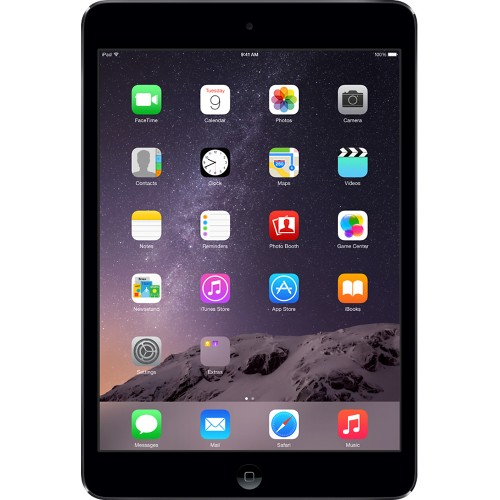 iPad 9:41 AM 100%
Tuesday
9
FaceTime Calendar Photos Camera
Contacts Clock Maps Videos
Notes Reminders Photo Booth Game Center
Newsstand iTunes Store App Store iBooks
Settings Extras
Messages Mail Safari Music